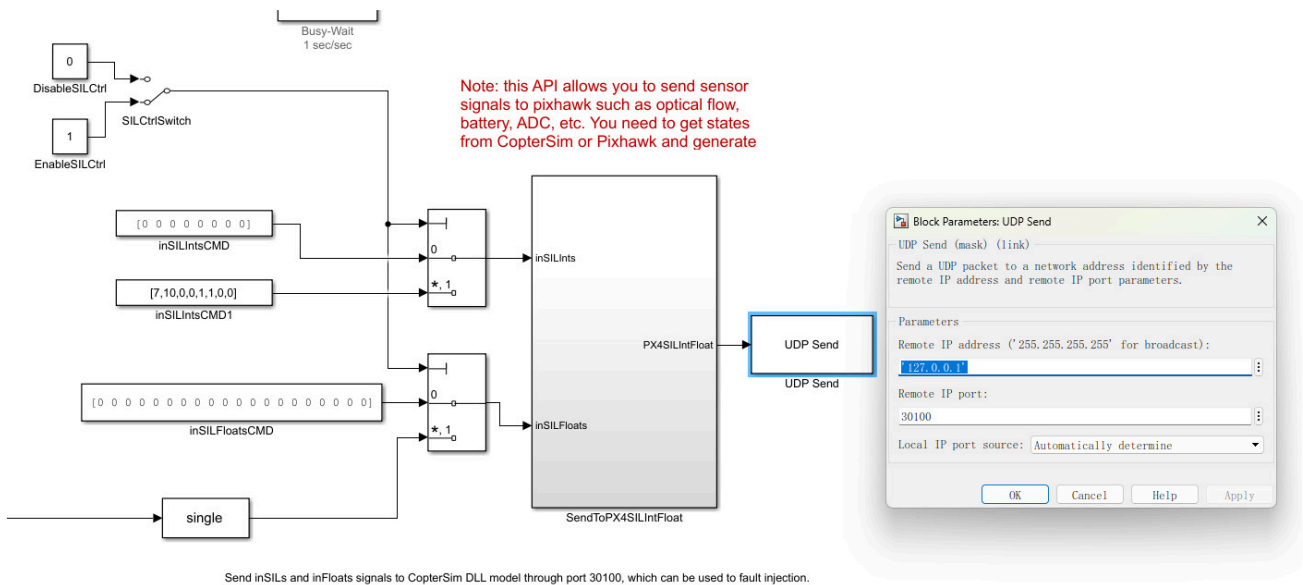 Busy-Wait
1 sec/sec
0
DisableSILCtrl
SILCtrlSwitch
1
EnableSILCtrl
Note: this API allows you to send sensor
signals to pixhawk such as optical flow,
battery, ADC, etc. You need to get states
from CopterSim or Pixhawk and generate
[0 0 0 0 0 0 0 0]
inSILIntsCMD
[7,10,0,0,1,1,0,0]
inSILIntsCMD1
0
*, 1
inSILInts
PX4SILIntFloat
UDP Send
UDP Send
[0 0 0 0 0 0 0 0 0 0 0 0 0 0 0 0 0 0 0 0]
inSILFloatsCMD
0
*, 1
inSILFloats
single
SendToPX4SILIntFloat
Send inSILs and inFloats signals to CopterSim DLL model through port 30100, which can be used to fault injection.
Block Parameters: UDP Send
UDP Send (mask) (link)
Send a UDP packet to a network address identified by the
remote IP address and remote IP port parameters.
Parameters
Remote IP address ('255.255.255.255' for broadcast):
'127.0.0.1'
Remote IP port:
30100
Local IP port source: Automatically determine
OK Cancel Help Apply